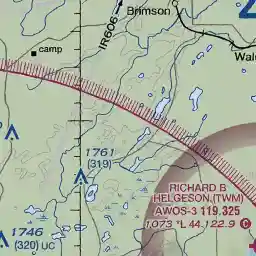 Brimson
camp
IR606
Wal
1761
(319)
RICHARD B
HELGESON (TWM)
AWOS-3 119.325
1073 *L 44 122.9 C
1746
(320) UC